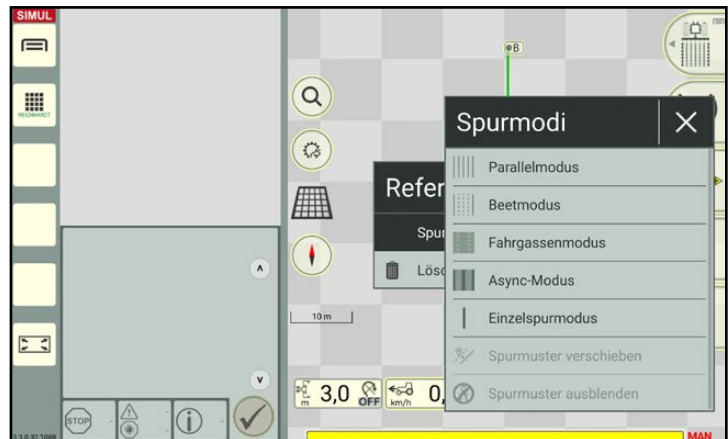 SIMUL
REICHHARDT
B
Spurmodi
Parallelmodus
Refer
Beetmodus
Spur
Fahrgassenmodus
Lösc
Async-Modus
10 m
Einzelspurmodus
Spurmuster verschieben
m
3,0
OFF
km/h
0,
Spurmuster ausblenden
STOP
MAN